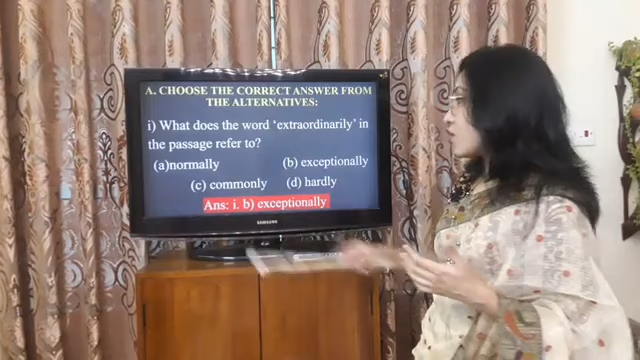 A. CHOOSE THE CORRECT ANSWER FROM
THE ALTERNATIVES:
i) What does the word ‘extraordinarily’ in
the passage refer to?
(a)normally (b) exceptionally
(c) commonly (d) hardly
Ans: i. b) exceptionally
SAMSUNG